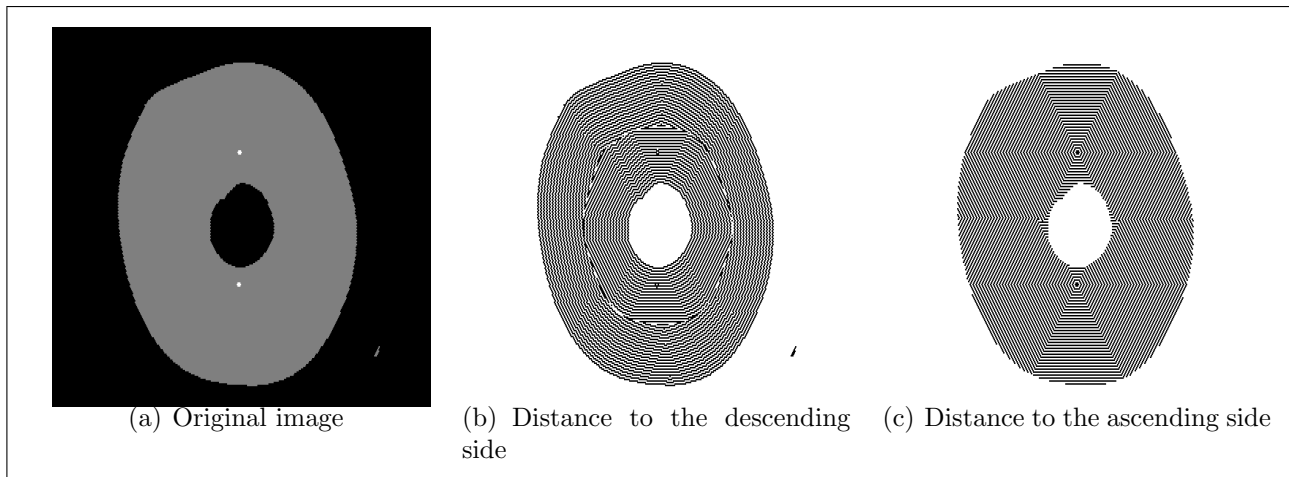 (a) Original image
(b) Distance to the descending
side
(c) Distance to the ascending side